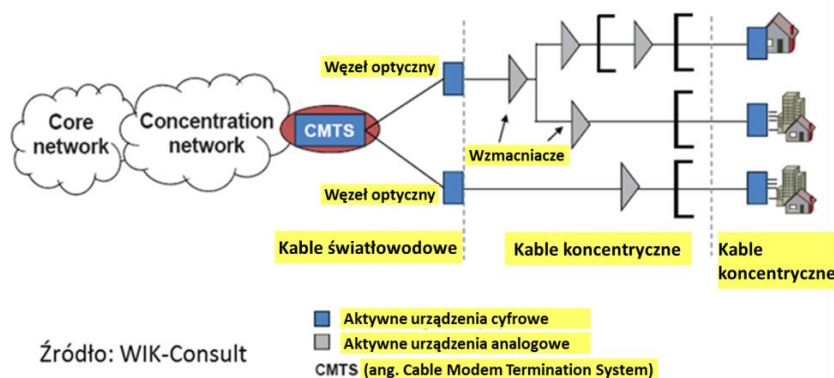 Węzeł optyczny
Core
network
Concentration
network
CMTS
Wzmacniacze
Węzeł optyczny
Kable światłowodowe
Kable koncentryczne
Kable
koncentryczne
Aktywne urządzenia cyfrowe
Aktywne urządzenia analogowe
CMTS (ang. Cable Modem Termination System)
Źródło: WIK-Consult